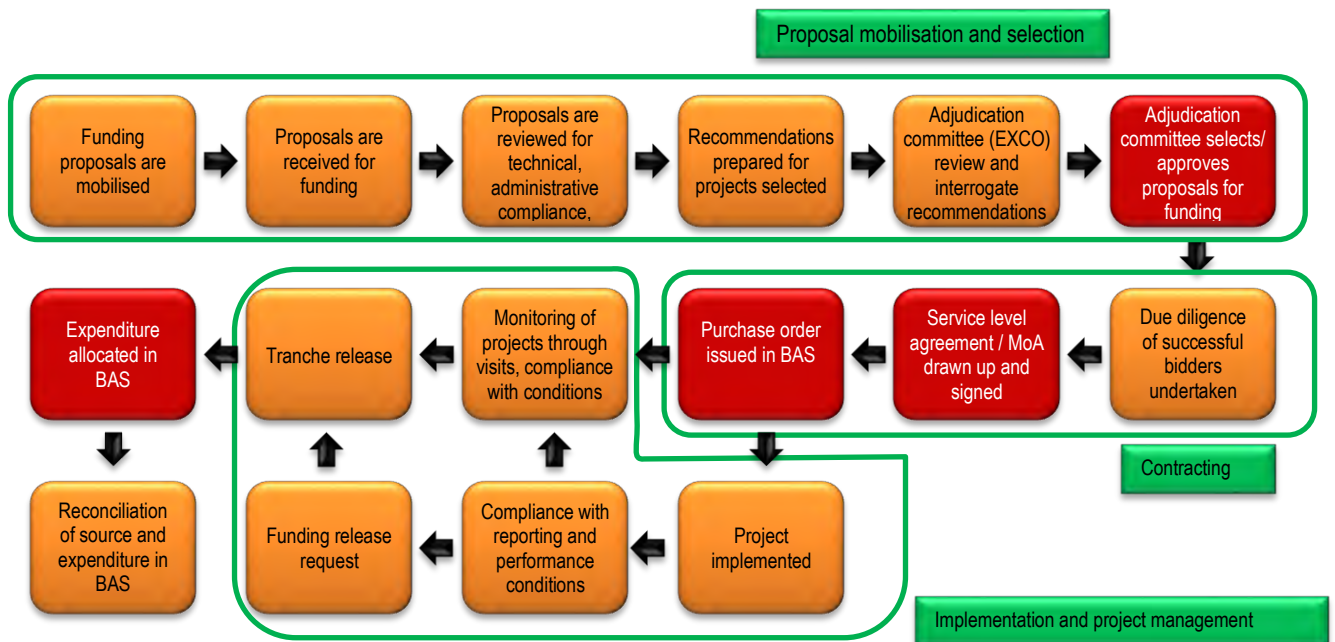 Proposal mobilisation and selection
Funding
proposals are
mobilised
Proposals are
received for
funding
Proposals are
reviewed for
technical,
administrative
compliance,
Recommendations
prepared for
projects selected
Adjudication
committee (EXCO)
review and
interrogate
recommendations
Adjudication
committee selects/
approves
proposals for
funding
Expenditure
allocated in
BAS
Tranche release
Monitoring of
projects through
visits, compliance
with conditions
Purchase order
issued in BAS
Service level
agreement / MoA
drawn up and
signed
Due diligence
of successful
bidders
undertaken
Contracting
Reconciliation
of source and
expenditure in
BAS
Funding release
request
Compliance with
reporting and
performance
conditions
Project
implemented
Implementation and project management